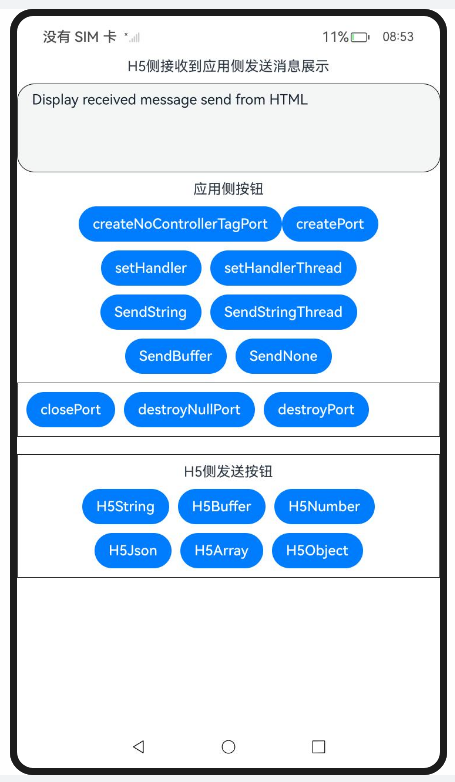 没有 SIM 卡 11% 08:53
H5侧接收到应用侧发送消息展示
Display received message send from HTML
应用侧按钮
createNoControllerTagPort createPort
setHandler setHandlerThread
SendString SendStringThread
SendBuffer SendNone
closePort destroyNullPort destroyPort
H5侧发送按钮
H5String H5Buffer H5Number
H5Json H5Array H5Object